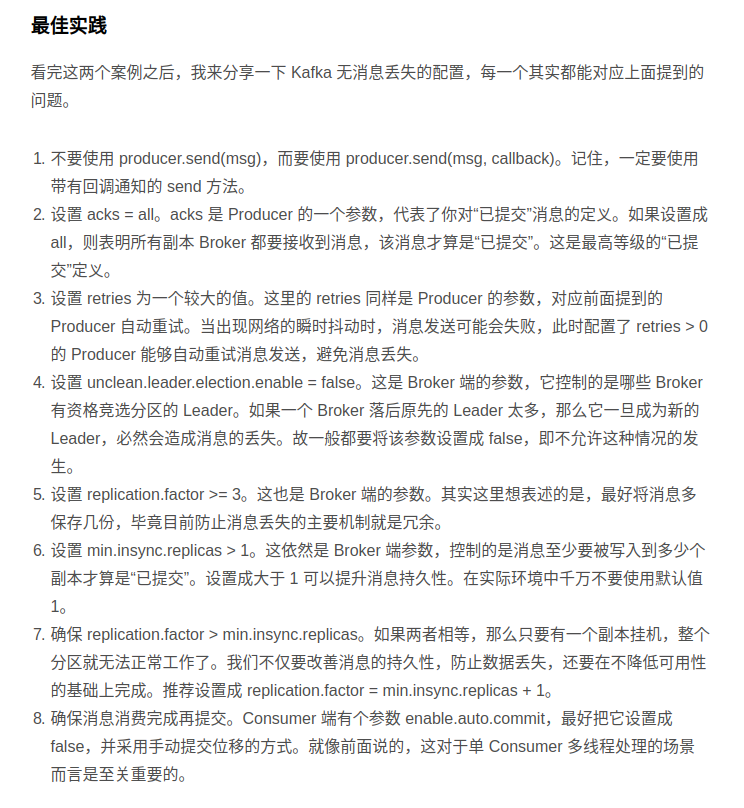 最佳实践
看完这两个案例之后，我来分享一下 Kafka 无消息丢失的配置，每一个其实都能对应上面提到的
问题。
1. 不要使用 producer.send(msg)，而要使用 producer.send(msg, callback)。记住，一定要使用
带有回调通知的 send 方法。
2. 设置 acks = all。acks 是 Producer 的一个参数，代表了你对“已提交”消息的定义。如果设置成
all，则表明所有副本 Broker 都要接收到消息，该消息才算是“已提交”。这是最高等级的“已提
交”定义。
3. 设置 retries 为一个较大的值。这里的 retries 同样是 Producer 的参数，对应前面提到的
Producer 自动重试。当出现网络的瞬时抖动时，消息发送可能会失败，此时配置了 retries > 0
的 Producer 能够自动重试消息发送，避免消息丢失。
4. 设置 unclean.leader.election.enable = false。这是 Broker 端的参数，它控制的是哪些 Broker
有资格竞选分区的 Leader。如果一个 Broker 落后原先的 Leader 太多，那么它一旦成为新的
Leader，必然会造成消息的丢失。故一般都要将该参数设置成 false，即不允许这种情况的发
生。
5. 设置 replication.factor >= 3。这也是 Broker 端的参数。其实这里想表述的是，最好将消息多
保存几份，毕竟目前防止消息丢失的主要机制就是冗余。
6. 设置 min.insync.replicas > 1。这依然是 Broker 端参数，控制的是消息至少要被写入到多少个
副本才算是“已提交”。设置成大于 1 可以提升消息持久性。在实际环境中千万不要使用默认值
1。
7. 确保 replication.factor > min.insync.replicas。如果两者相等，那么只要有一个副本挂机，整个
分区就无法正常工作了。我们不仅要改善消息的持久性，防止数据丢失，还要在不降低可用性
的基础上完成。推荐设置成 replication.factor = min.insync.replicas + 1。
8. 确保消息消费完成再提交。Consumer 端有个参数 enable.auto.commit，最好把它设置成
false，并采用手动提交位移的方式。就像前面说的，这对于单 Consumer 多线程处理的场景
而言是至关重要的。